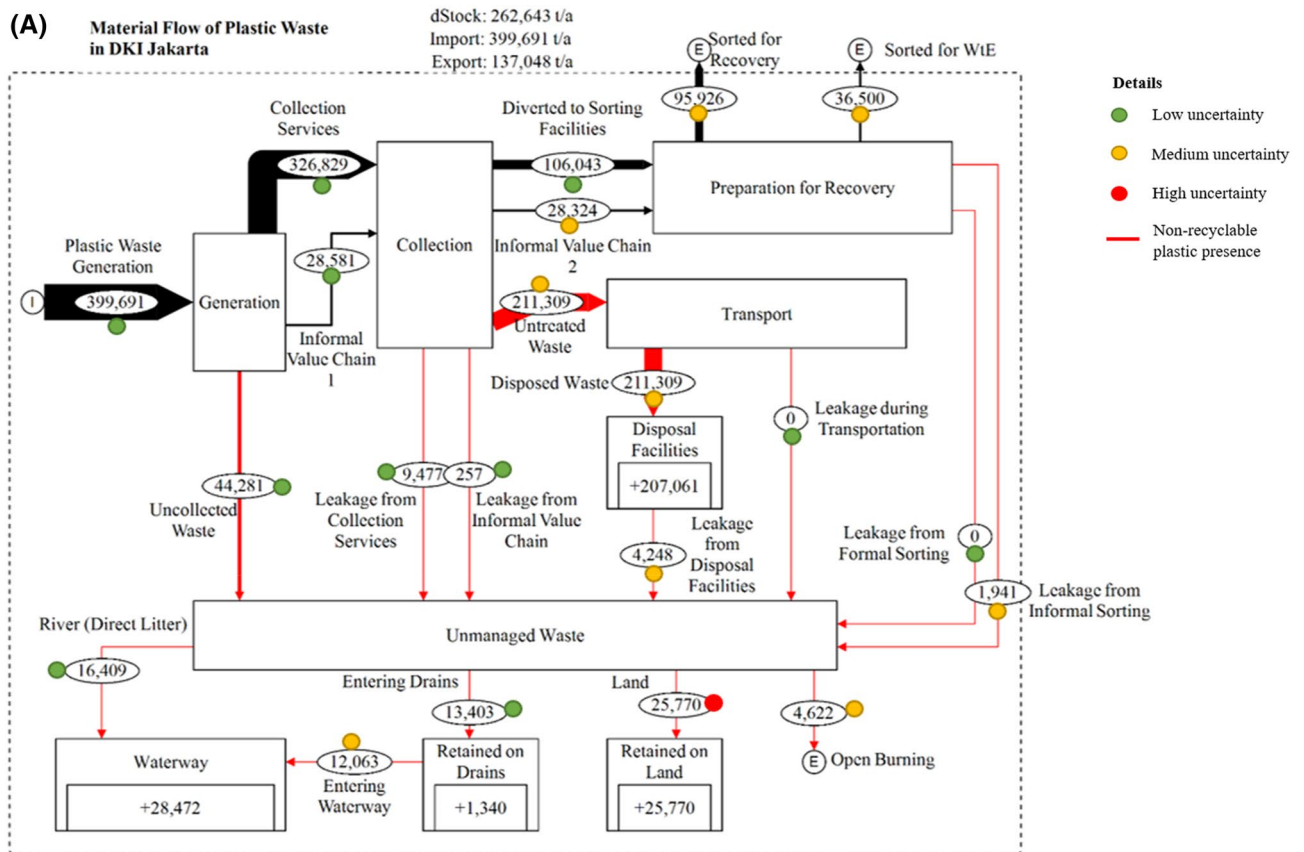 (A)
Material Flow of Plastic Waste
in DKI Jakarta
dStock: 262,643 t/a
Import: 399,691 t/a
Export: 137,048 t/a
E
Sorted for
Recovery
95,926
E
Sorted for WtE
36,500
Details
Low uncertainty
Medium uncertainty
High uncertainty
Non-recyclable
plastic presence
Collection
Services
326,829
Diverted to Sorting
Facilities
106,043
Preparation for Recovery
28,324
Informal Value Chain
2
Collection
Plastic Waste
Generation
I
399,691
Generation
28,581
Informal
Value Chain
1
211,309
Untreated
Waste
Transport
Disposed Waste
211,309
Disposal
Facilities
+207,061
0
Leakage during
Transportation
44,281
Uncollected
Waste
9,477
Leakage from
Collection
Services
257
Leakage from
Informal Value
Chain
4,248
Leakage
from
Disposal
Facilities
0
Leakage from
Formal Sorting
1,941
Leakage from
Informal Sorting
Unmanaged Waste
River (Direct Litter)
16,409
Entering Drains
13,403
Land
25,770
4,622
E
Open Burning
Waterway
+28,472
12,063
Entering
Waterway
Retained on
Drains
+1,340
Retained on
Land
+25,770